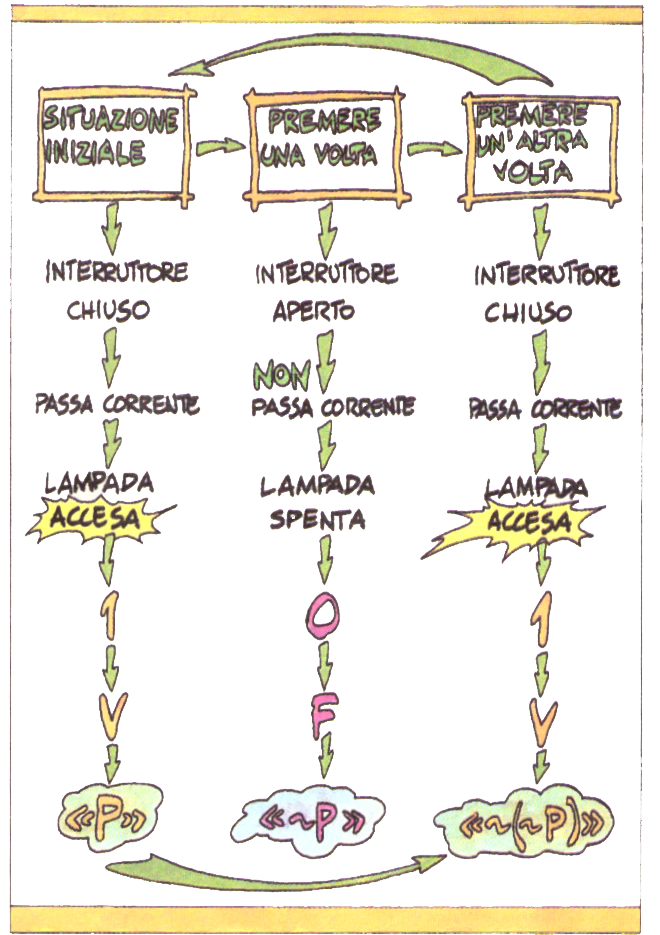 SITUAZIONE
INIZIALE
INTERRUTTORE
CHIUSO
PASSA CORRENTE
LAMPADA
ACCESA
1
V
«P»
PREMERE
UNA VOLTA
INTERRUTTORE
APERTO
NON
PASSA CORRENTE
LAMPADA
SPENTA
0
F
«~P»
PREMERE
UN'ALTRA
VOLTA
INTERRUTTORE
CHIUSO
PASSA CORRENTE
LAMPADA
ACCESA
1
V
«~(~P)»